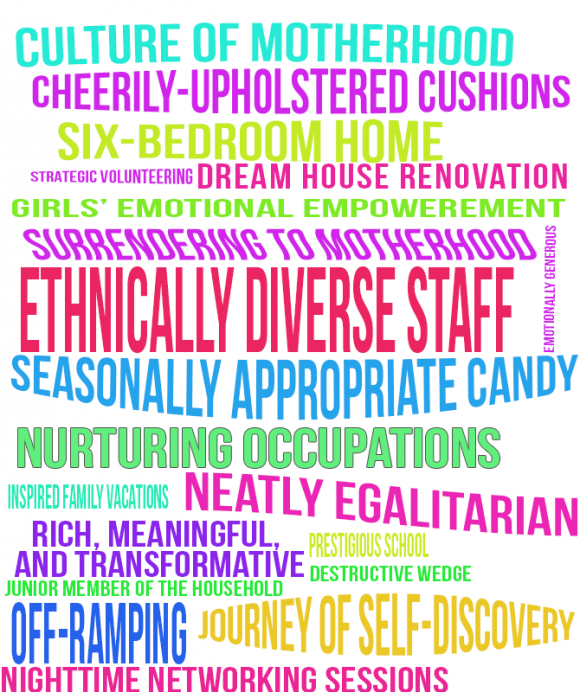 CULTURE OF MOTHERHOOD
CHEERILY-UPHOLSTERED CUSHIONS
SIX-BEDROOM HOME
STRATEGIC VOLUNTEERING
DREAM HOUSE RENOVATION
GIRLS' EMOTIONAL EMPOWEREMENT
SURRENDERING TO MOTHERHOOD
EMOTIONALLY GENEROUS
ETHNICALLY DIVERSE STAFF
SEASONALLY APPROPRIATE CANDY
NURTURING OCCUPATIONS
INSPIRED FAMILY VACATIONS
NEATLY EGALITARIAN
RICH, MEANINGFUL,
AND TRANSFORMATIVE
PRESTIGIOUS SCHOOL
DESTRUCTIVE WEDGE
JUNIOR MEMBER OF THE HOUSEHOLD
OFF-RAMPING
JOURNEY OF SELF-DISCOVERY
NIGHTTIME NETWORKING SESSIONS